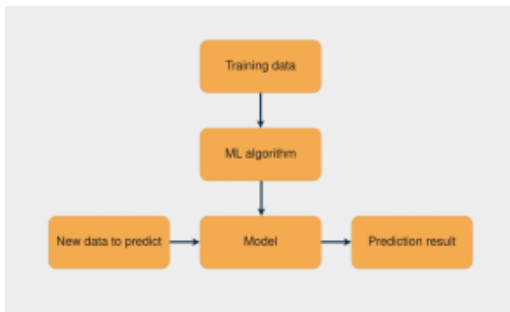 Training data
ML algorithm
New data to predict
Model
Prediction result